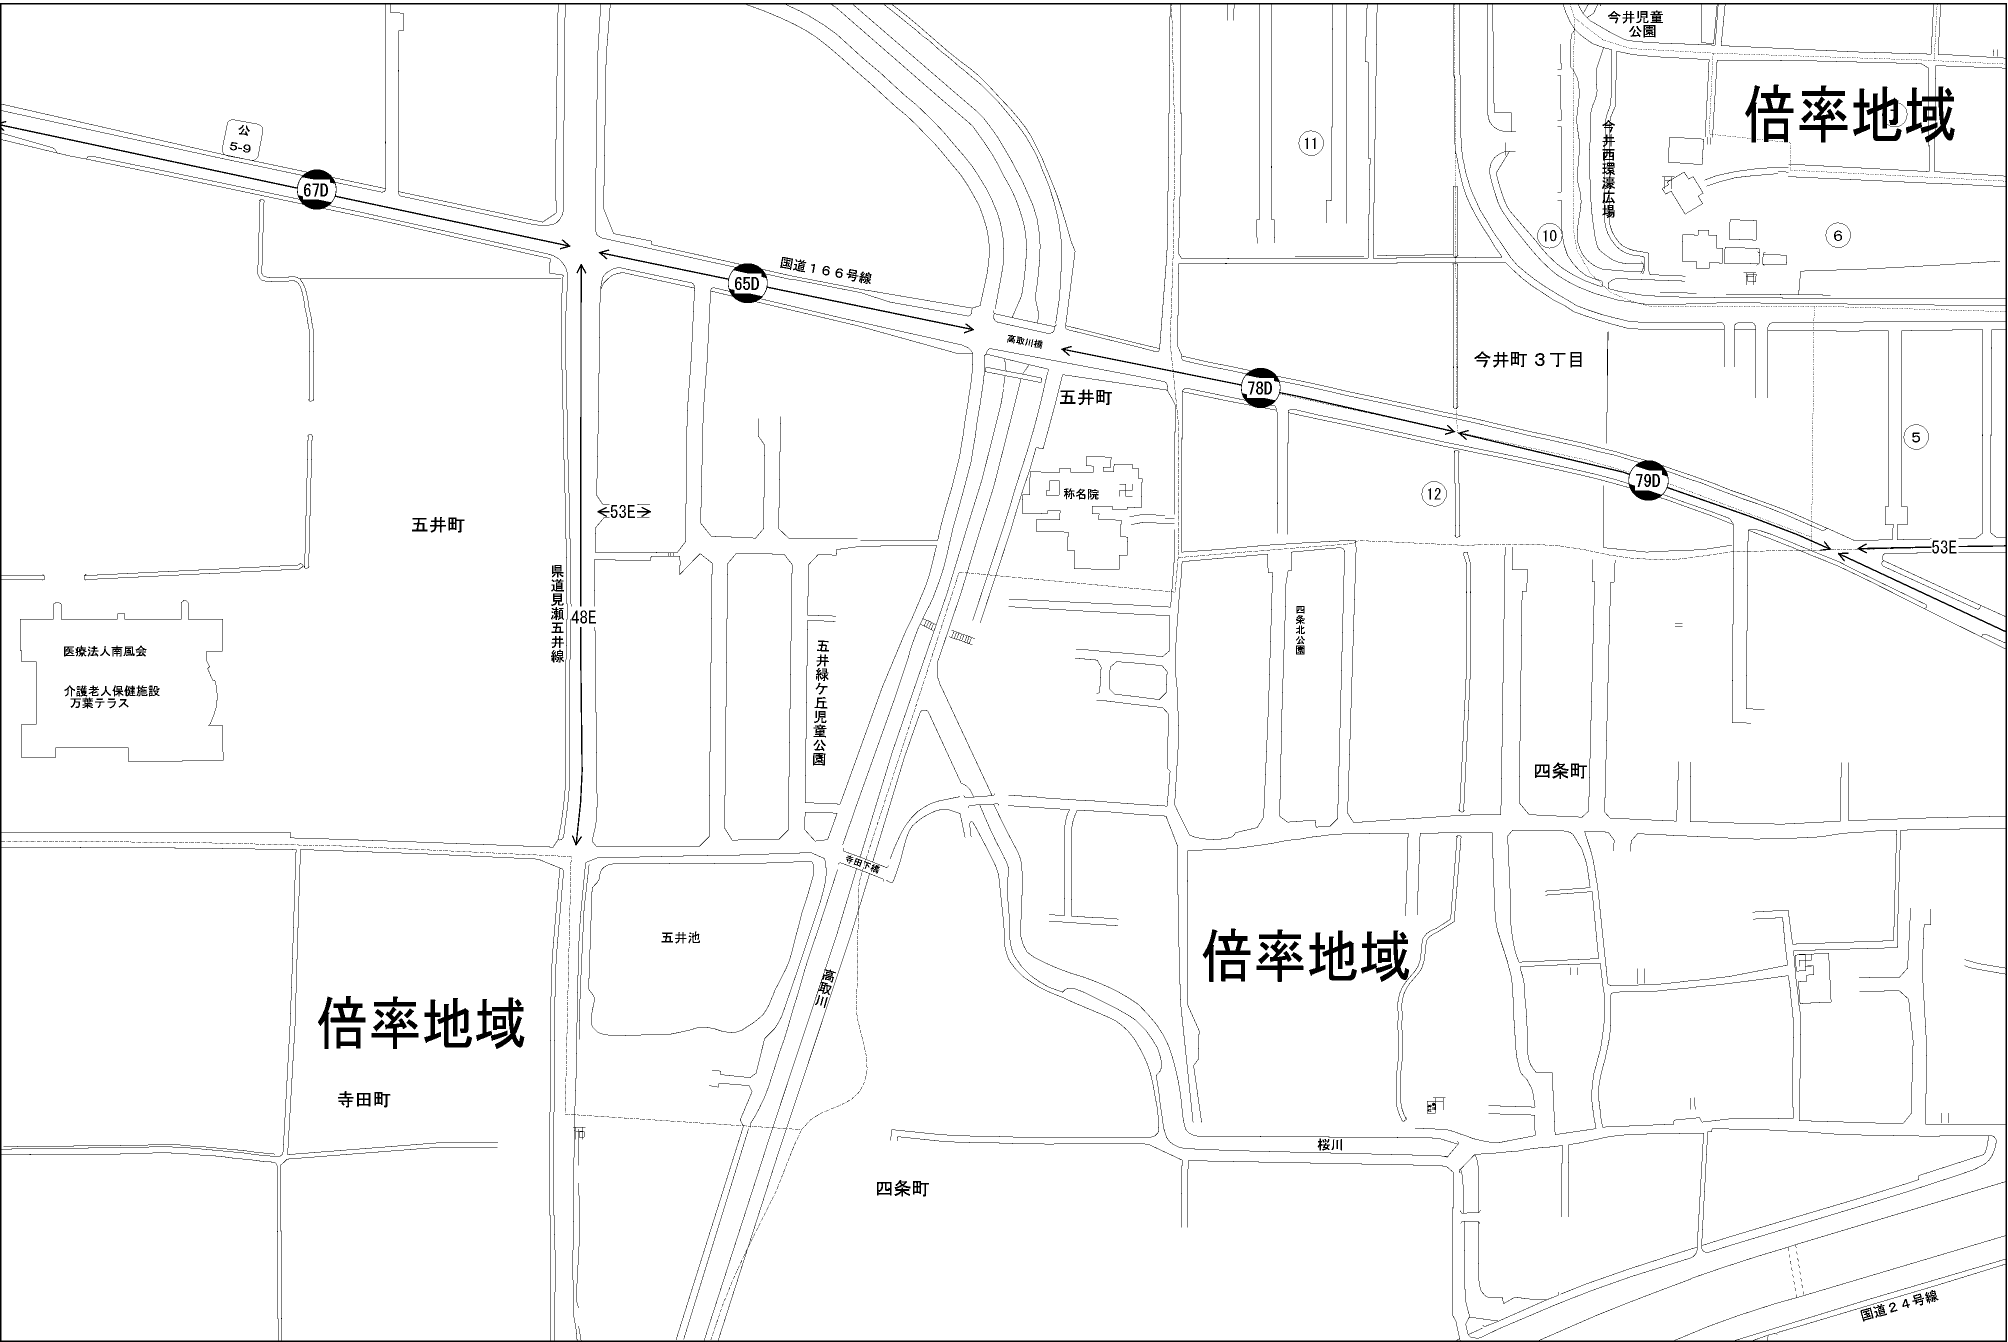 今井児童
公園
倍率地域
公
5-9
11
今井西環濠広場
67D
10
6
国道１６６号線
65D
高取川橋
今井町３丁目
78D
五井町
5
79D
称名院
12
五井町
53E
53E
県道見瀬五井線
48E
四条北公園
医療法人南風会
介護老人保健施設
万葉テラス
五井緑ケ丘児童公園
四条町
寺田下橋
五井池
倍率地域
高取川
倍率地域
寺田町
桜川
四条町
国道２４号線